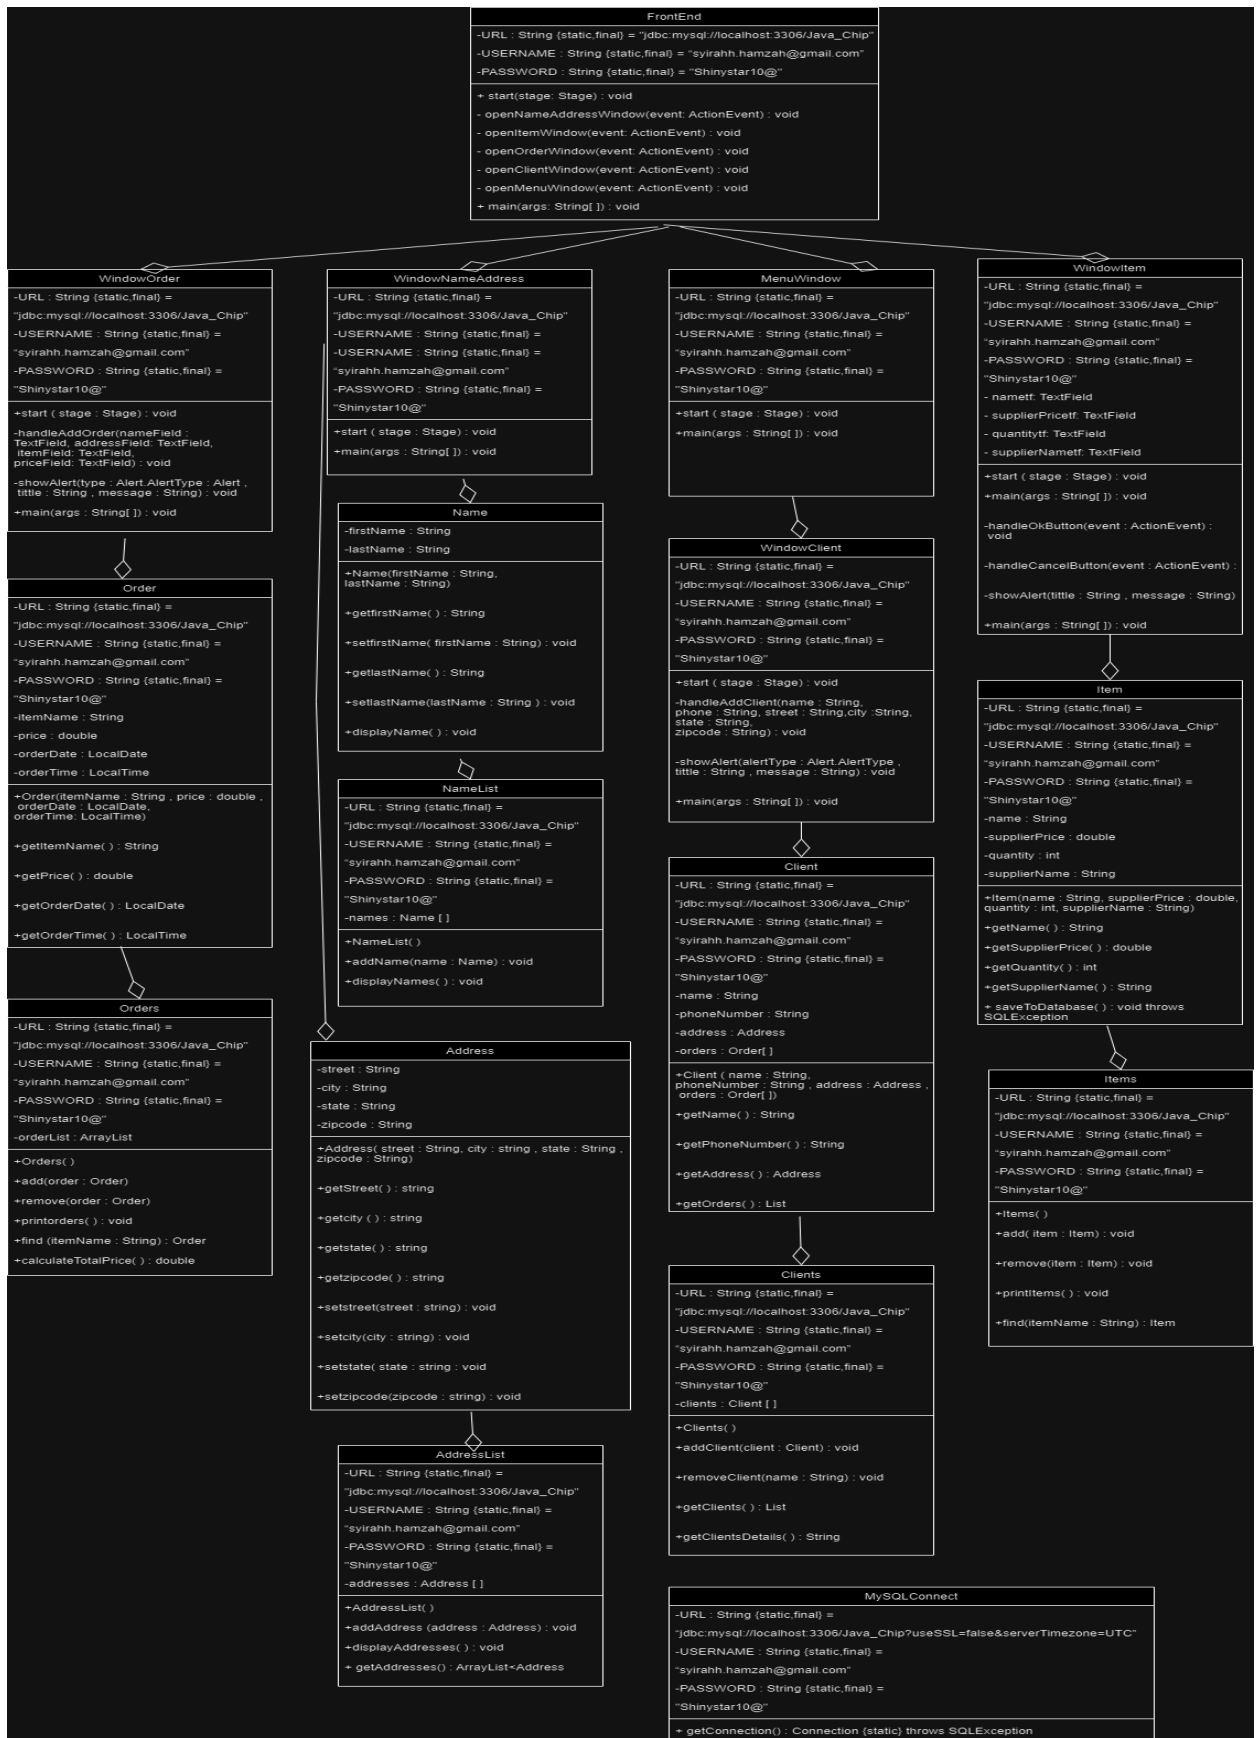 FrontEnd
-URL : String {static,final} = "jdbc:mysql://localhost:3306/Java_Chip"
-USERNAME : String {static,final} = "syirahh.hamzah@gmail.com"
-PASSWORD : String {static,final} = "Shinystar10@"
+ start(stage: Stage) : void
- openNameAddressWindow(event: ActionEvent) : void
- openItemWindow(event: ActionEvent) : void
- openOrderWindow(event: ActionEvent) : void
- openClientWindow(event: ActionEvent) : void
- openMenuWindow(event: ActionEvent) : void
+ main(args: String[ ]) : void
WindowOrder
-URL : String {static,final} =
"jdbc:mysql://localhost:3306/Java_Chip"
-USERNAME : String {static,final} =
"syirahh.hamzah@gmail.com"
-PASSWORD : String {static,final} =
"Shinystar10@"
+start ( stage : Stage) : void
-handleAddOrder(nameField :
TextField, addressField: TextField,
itemField: TextField,
priceField: TextField) : void
-showAlert(type : Alert.AlertType : Alert ,
tittle : String , message : String) : void
+main(args : String[ ]) : void
Order
-URL : String {static,final} =
"jdbc:mysql://localhost:3306/Java_Chip"
-USERNAME : String {static,final} =
"syirahh.hamzah@gmail.com"
-PASSWORD : String {static,final} =
"Shinystar10@"
-itemName : String
-price : double
-orderDate : LocalDate
-orderTime : LocalTime
+Order(itemName : String , price : double ,
orderDate : LocalDate,
orderTime: LocalTime)
+getItemName( ) : String
+getPrice( ) : double
+getOrderDate( ) : LocalDate
+getOrderTime( ) : LocalTime
Orders
-URL : String {static,final} =
"jdbc:mysql://localhost:3306/Java_Chip"
-USERNAME : String {static,final} =
"syirahh.hamzah@gmail.com"
-PASSWORD : String {static,final} =
"Shinystar10@"
-orderList : ArrayList
+Orders( )
+add(order : Order)
+remove(order : Order)
+printorders( ) : void
+find (itemName : String) : Order
+calculateTotalPrice( ) : double
WindowNameAddress
-URL : String {static,final} =
"jdbc:mysql://localhost:3306/Java_Chip"
-USERNAME : String {static,final} =
-USERNAME : String {static,final} =
"syirahh.hamzah@gmail.com"
-PASSWORD : String {static,final} =
"Shinystar10@"
+start ( stage : Stage) : void
+main(args : String[ ]) : void
Name
-firstName : String
-lastName : String
+Name(firstName : String,
lastName : String)
+getfirstName( ) : String
+setfirstName( firstName : String) : void
+getlastName( ) : String
+setlastName(lastName : String ) : void
+displayName( ) : void
NameList
-URL : String {static,final} =
"jdbc:mysql://localhost:3306/Java_Chip"
-USERNAME : String {static,final} =
"syirahh.hamzah@gmail.com"
-PASSWORD : String {static,final} =
"Shinystar10@"
-names : Name [ ]
+NameList( )
+addName(name : Name) : void
+displayNames( ) : void
Address
-street : String
-city : String
-state : String
-zipcode : String
+Address( street : String, city : string , state : String ,
zipcode : String)
+getStreet( ) : string
+getcity ( ) : string
+getstate( ) : string
+getzipcode( ) : string
+setstreet(street : string) : void
+setcity(city : string) : void
+setstate( state : string : void
+setzipcode(zipcode : string) : void
AddressList
-URL : String {static,final} =
"jdbc:mysql://localhost:3306/Java_Chip"
-USERNAME : String {static,final} =
"syirahh.hamzah@gmail.com"
-PASSWORD : String {static,final} =
"Shinystar10@"
-addresses : Address [ ]
+AddressList( )
+addAddress (address : Address) : void
+displayAddresses( ) : void
+ getAddresses() : ArrayList<Address
MenuWindow
-URL : String {static,final} =
"jdbc:mysql://localhost:3306/Java_Chip"
-USERNAME : String {static,final} =
"syirahh.hamzah@gmail.com"
-PASSWORD : String {static,final} =
"Shinystar10@"
+start ( stage : Stage) : void
+main(args : String[ ]) : void
WindowClient
-URL : String {static,final} =
"jdbc:mysql://localhost:3306/Java_Chip"
-USERNAME : String {static,final} =
"syirahh.hamzah@gmail.com"
-PASSWORD : String {static,final} =
"Shinystar10@"
+start ( stage : Stage) : void
-handleAddClient(name : String,
phone : String, street : String,city :String,
state : String,
zipcode : String) : void
-showAlert(alertType : Alert.AlertType ,
tittle : String , message : String) : void
+main(args : String[ ]) : void
Client
-URL : String {static,final} =
"jdbc:mysql://localhost:3306/Java_Chip"
-USERNAME : String {static,final} =
"syirahh.hamzah@gmail.com"
-PASSWORD : String {static,final} =
"Shinystar10@"
-name : String
-phoneNumber : String
-address : Address
-orders : Order[ ]
+Client ( name : String,
phoneNumber : String , address : Address ,
orders : Order[ ])
+getName( ) : String
+getPhoneNumber( ) : String
+getAddress( ) : Address
+getOrders( ) : List
Clients
-URL : String {static,final} =
"jdbc:mysql://localhost:3306/Java_Chip"
-USERNAME : String {static,final} =
"syirahh.hamzah@gmail.com"
-PASSWORD : String {static,final} =
"Shinystar10@"
-clients : Client [ ]
+Clients( )
+addClient(client : Client) : void
+removeClient(name : String) : void
+getClients( ) : List
+getClientsDetails( ) : String
WindowItem
-URL : String {static,final} =
"jdbc:mysql://localhost:3306/Java_Chip"
-USERNAME : String {static,final} =
"syirahh.hamzah@gmail.com"
-PASSWORD : String {static,final} =
"Shinystar10@"
- nametf: TextField
- supplierPricetf: TextField
- quantitytf: TextField
- supplierNametf: TextField
+start ( stage : Stage) : void
+main(args : String[ ]) : void
-handleOkButton(event : ActionEvent) :
void
-handleCancelButton(event : ActionEvent) :
-showAlert(tittle : String , message : String)
+main(args : String[ ]) : void
Item
-URL : String {static,final} =
"jdbc:mysql://localhost:3306/Java_Chip"
-USERNAME : String {static,final} =
"syirahh.hamzah@gmail.com"
-PASSWORD : String {static,final} =
"Shinystar10@"
-name : String
-supplierPrice : double
-quantity : int
-supplierName : String
+Item(name : String, supplierPrice : double,
quantity : int, supplierName : String)
+getName( ) : String
+getSupplierPrice( ) : double
+getQuantity( ) : int
+getSupplierName( ) : String
+ saveToDatabase( ) : void throws
SQLException
Items
-URL : String {static,final} =
"jdbc:mysql://localhost:3306/Java_Chip"
-USERNAME : String {static,final} =
"syirahh.hamzah@gmail.com"
-PASSWORD : String {static,final} =
"Shinystar10@"
+Items( )
+add( item : Item) : void
+remove(item : Item) : void
+printItems( ) : void
+find(itemName : String) : Item
MySQLConnect
-URL : String {static,final} =
"jdbc:mysql://localhost:3306/Java_Chip?useSSL=false&serverTimezone=UTC"
-USERNAME : String {static,final} =
"syirahh.hamzah@gmail.com"
-PASSWORD : String {static,final} =
"Shinystar10@"
+ getConnection() : Connection {static} throws SQLException